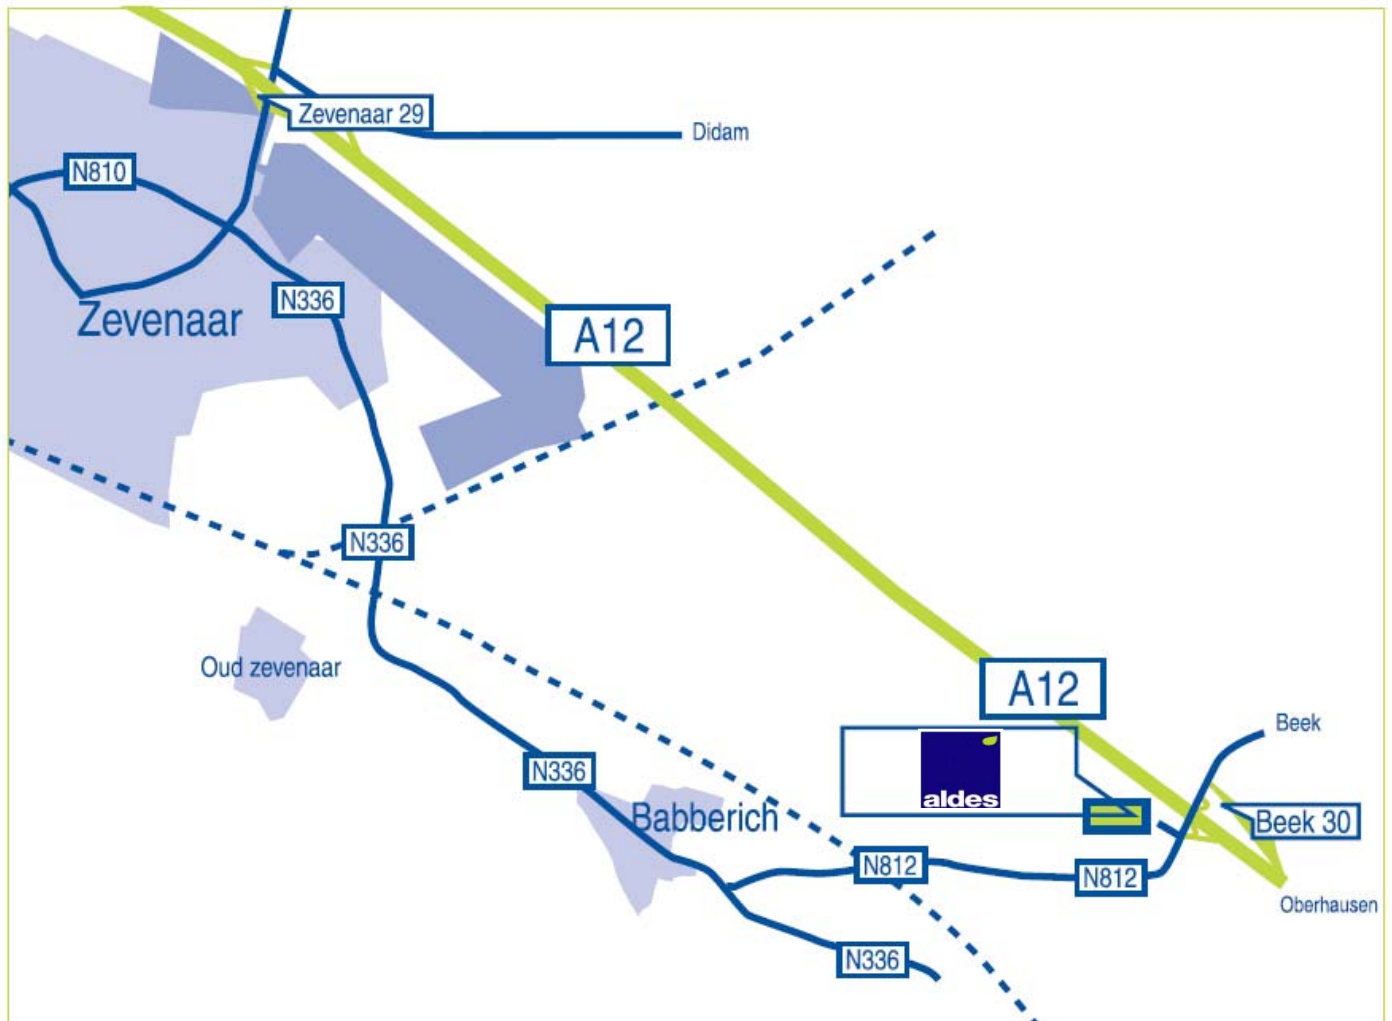 Zevenaar 29
Didam
N810
N336
Zevenaar
A12
N336
Oud zevenaar
A12
Beek
N336
aldes
Babberich
Beek 30
N812
N812
Oberhausen
N336